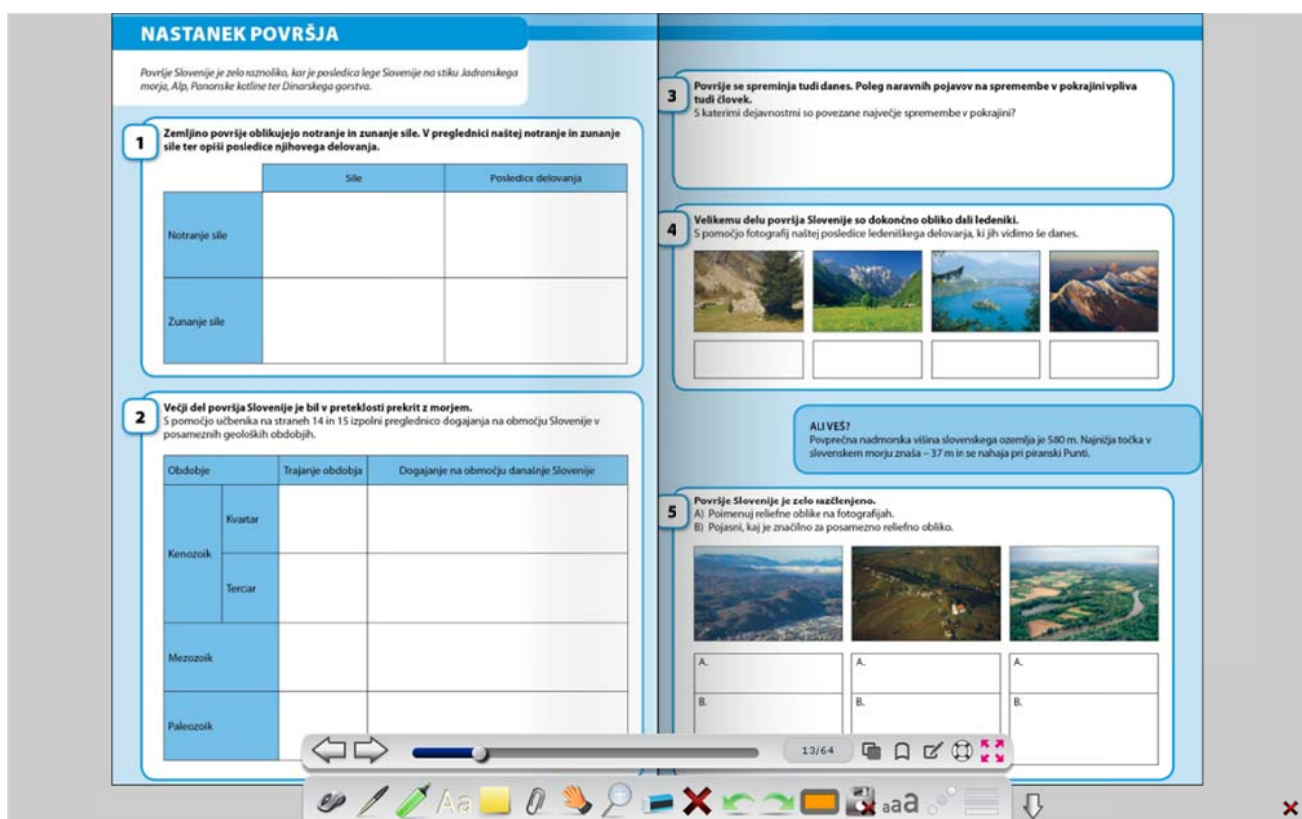 NASTANEK POVRŠJA
Površje Slovenije je zelo raznoliko, kar je posledica lege Slovenije na stiku Jadranskega
morja, Alp, Panonske kotline ter Dinarskega gorstva.
1
Zemljino površje oblikujejo notranje in zunanje sile. V preglednici naštej notranje in zunanje
sile ter opiši posledice njihovega delovanja.
Sile
Posledice delovanja
Notranje sile
Zunanje sile
2
Večji del površja Slovenije je bil v preteklosti prekrit z morjem.
S pomočjo učbenika na straneh 14 in 15 izpolni preglednico dogajanja na območju Slovenije v
posameznih geoloških obdobjih.
Obdobje
Trajanje obdobja
Dogajanje na območju današnje Slovenije
Kenozoik
Kvartar
Terciar
Mezozoik
Paleozoik
3
Površje se spreminja tudi danes. Poleg naravnih pojavov na spremembe v pokrajini vpliva
tudi človek.
S katerimi dejavnostmi so povezane največje spremembe v pokrajini?
4
Velikemu delu površja Slovenije so dokončno obliko dali ledeniki.
S pomočjo fotografij naštej posledice ledeniškega delovanja, ki jih vidimo še danes.
ALI VEŠ?
Povprečna nadmorska višina slovenskega ozemlja je 580 m. Najnižja točka v
slovenskem morju znaša – 37 m in se nahaja pri piranski Punti.
5
Površje Slovenije je zelo razčlenjeno.
A) Poimenuj reliefne oblike na fotografijah.
B) Pojasni, kaj je značilno za posamezno reliefno obliko.
A.
A.
A.
B.
B.
B.
13/64
Aa
aaa